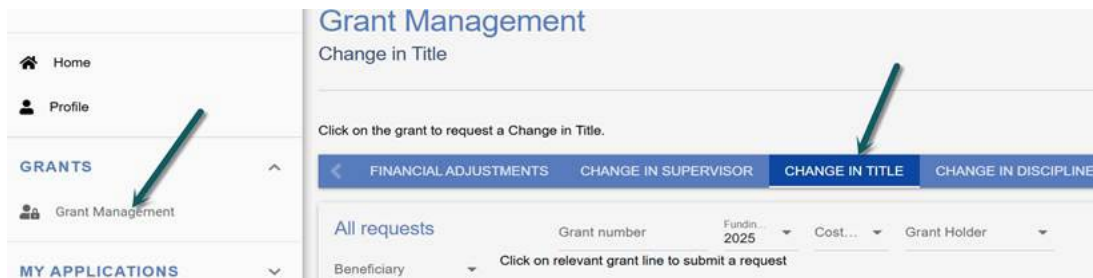 Grant Management
Change in Title
Home
Profile
Click on the grant to request a Change in Title.
GRANTS
FINANCIAL ADJUSTMENTS CHANGE IN SUPERVISOR CHANGE IN TITLE CHANGE IN DISCIPLINE
Grant Management
All requests Grant number Fundin... 2025 Cost... Grant Holder
Beneficiary Click on relevant grant line to submit a request
MY APPLICATIONS